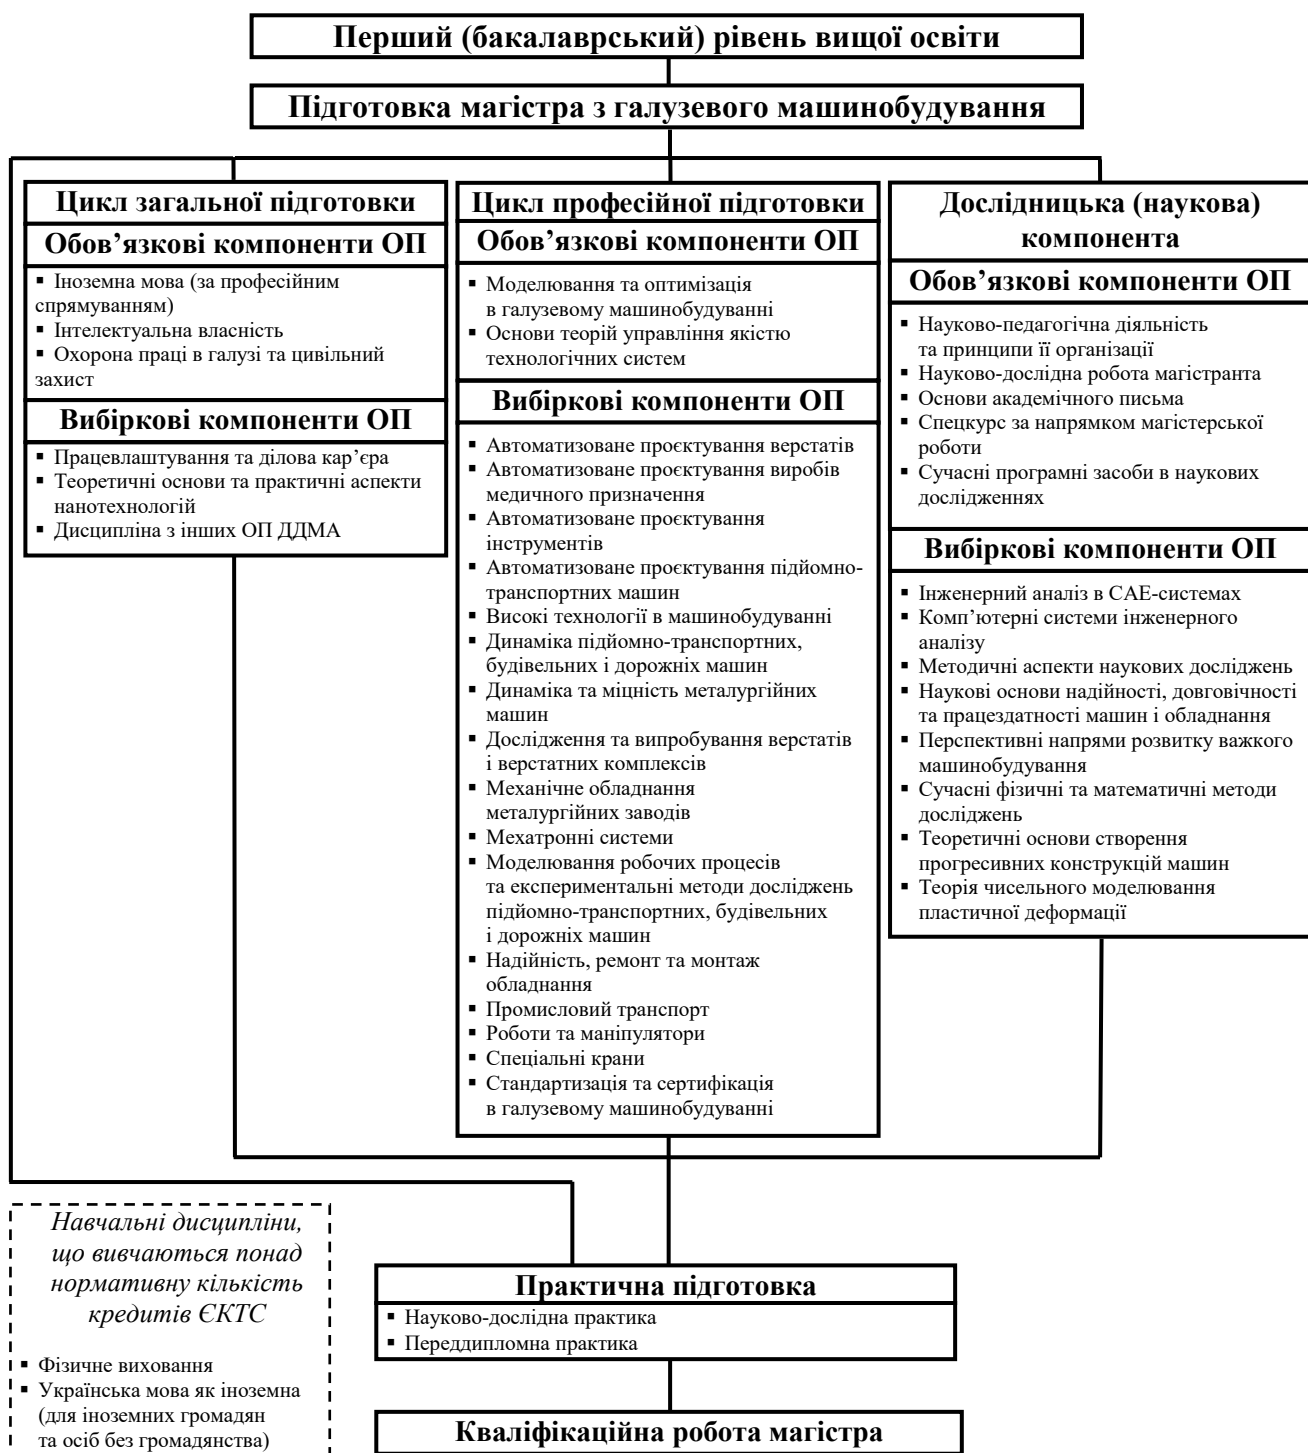 Перший (бакалаврський) рівень вищої освіти
Підготовка магістра з галузевого машинобудування
Цикл загальної підготовки
Обов’язкові компоненти ОП
▪ Іноземна мова (за професійним
спрямуванням)
▪ Інтелектуальна власність
▪ Охорона праці в галузі та цивільний
захист
Вибіркові компоненти ОП
▪ Працевлаштування та ділова кар’єра
▪ Теоретичні основи та практичні аспекти
нанотехнологій
▪ Дисципліна з інших ОП ДДМА
Цикл професійної підготовки
Обов’язкові компоненти ОП
▪ Моделювання та оптимізація
в галузевому машинобудуванні
▪ Основи теорій управління якістю
технологічних систем
Вибіркові компоненти ОП
▪ Автоматизоване проєктування верстатів
▪ Автоматизоване проєктування виробів
медичного призначення
▪ Автоматизоване проєктування
інструментів
▪ Автоматизоване проєктування підйомно-
транспортних машин
▪ Високі технології в машинобудуванні
▪ Динаміка підйомно-транспортних,
будівельних і дорожніх машин
▪ Динаміка та міцність металургійних
машин
▪ Дослідження та випробування верстатів
і верстатних комплексів
▪ Механічне обладнання
металургійних заводів
▪ Мехатронні системи
▪ Моделювання робочих процесів
та експериментальні методи досліджень
підйомно-транспортних, будівельних
і дорожніх машин
▪ Надійність, ремонт та монтаж
обладнання
▪ Промисловий транспорт
▪ Роботи та маніпулятори
▪ Спеціальні крани
▪ Стандартизація та сертифікація
в галузевому машинобудуванні
Дослідницька (наукова)
компонента
Обов’язкові компоненти ОП
▪ Науково-педагогічна діяльність
та принципи її організації
▪ Науково-дослідна робота магістранта
▪ Основи академічного письма
▪ Спецкурс за напрямком магістерської
роботи
▪ Сучасні програмні засоби в наукових
дослідженнях
Вибіркові компоненти ОП
▪ Інженерний аналіз в CAE-системах
▪ Комп’ютерні системи інженерного
аналізу
▪ Методичні аспекти наукових досліджень
▪ Наукові основи надійності, довговічності
та працездатності машин і обладнання
▪ Перспективні напрями розвитку важкого
машинобудування
▪ Сучасні фізичні та математичні методи
досліджень
▪ Теоретичні основи створення
прогресивних конструкцій машин
▪ Теорія чисельного моделювання
пластичної деформації
Навчальні дисципліни,
що вивчаються понад
нормативну кількість
кредитів ЄКТС
▪ Фізичне виховання
▪ Українська мова як іноземна
(для іноземних громадян
та осіб без громадянства)
Практична підготовка
▪ Науково-дослідна практика
▪ Переддипломна практика
Кваліфікаційна робота магістра